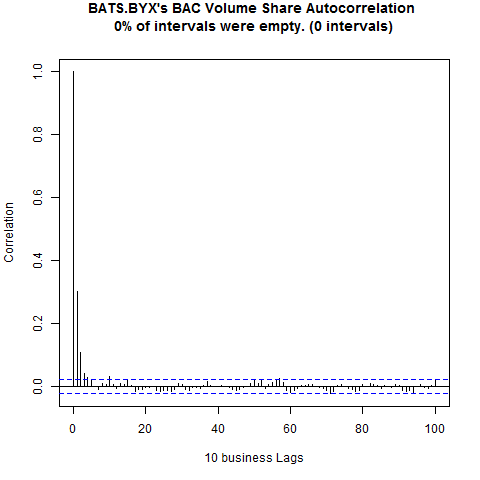 BATS.BYX's BAC Volume Share Autocorrelation
0% of intervals were empty. (0 intervals)
1.0
0.8
0.6
0.4
0.2
0.0
Correlation
0 20 40 60 80 100
10 business Lags